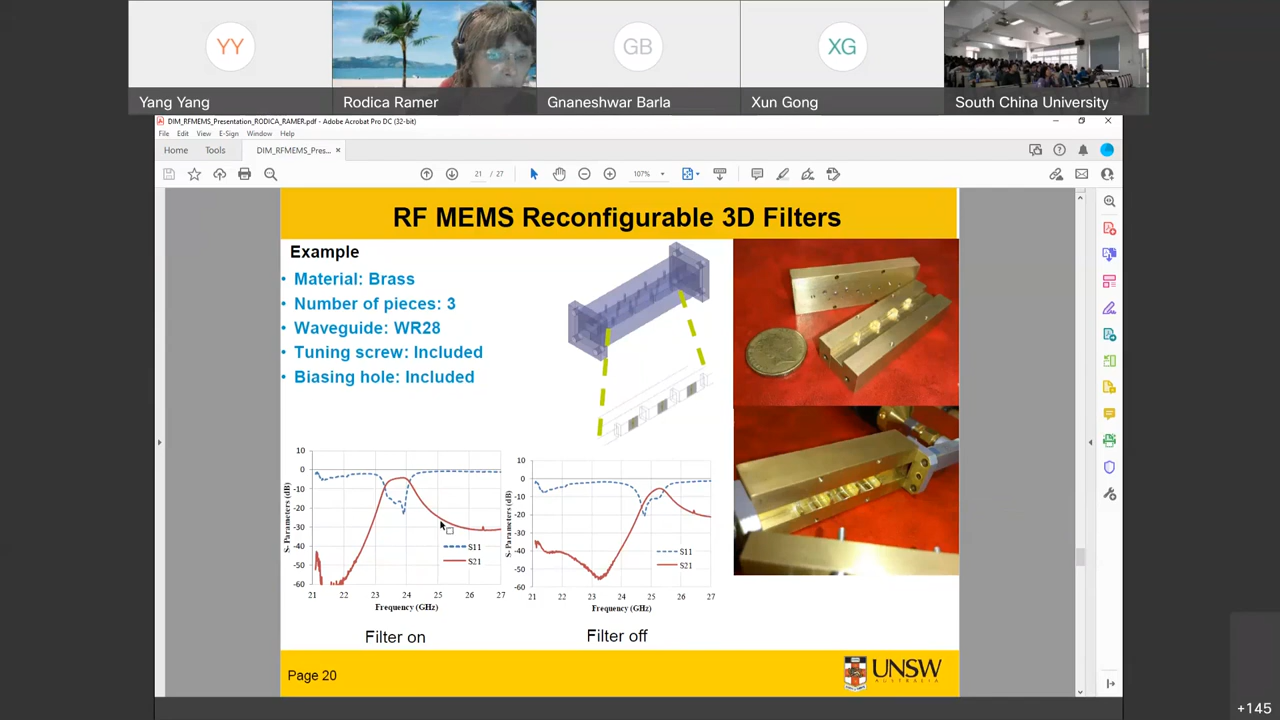 YY
GB
XG
Yang Yang
Rodica Ramer
Gnaneshwar Barla
Xun Gong
South China University
DIM_RFMEMS_Presentation_RODICA_RAMER.pdf - Adobe Acrobat Pro DC (32-bit)
File Edit View E-Sign Window Help
Home Tools DIM_RFMEMS_Pres... ×
21 / 27 107%
RF MEMS Reconfigurable 3D Filters
Example
• Material: Brass
• Number of pieces: 3
• Waveguide: WR28
• Tuning screw: Included
• Biasing hole: Included
10
0
-10
-20
-30
-40
-50
-60
S- Parameters (dB)
S11
S21
21 22 23 24 25 26 27
Frequency (GHz)
Filter on
10
0
-10
-20
-30
-40
-50
-60
S- Parameters (dB)
S11
S21
21 22 23 24 25 26 27
Frequency (GHz)
Filter off
Page 20
UNSW
AUSTRALIA
+145